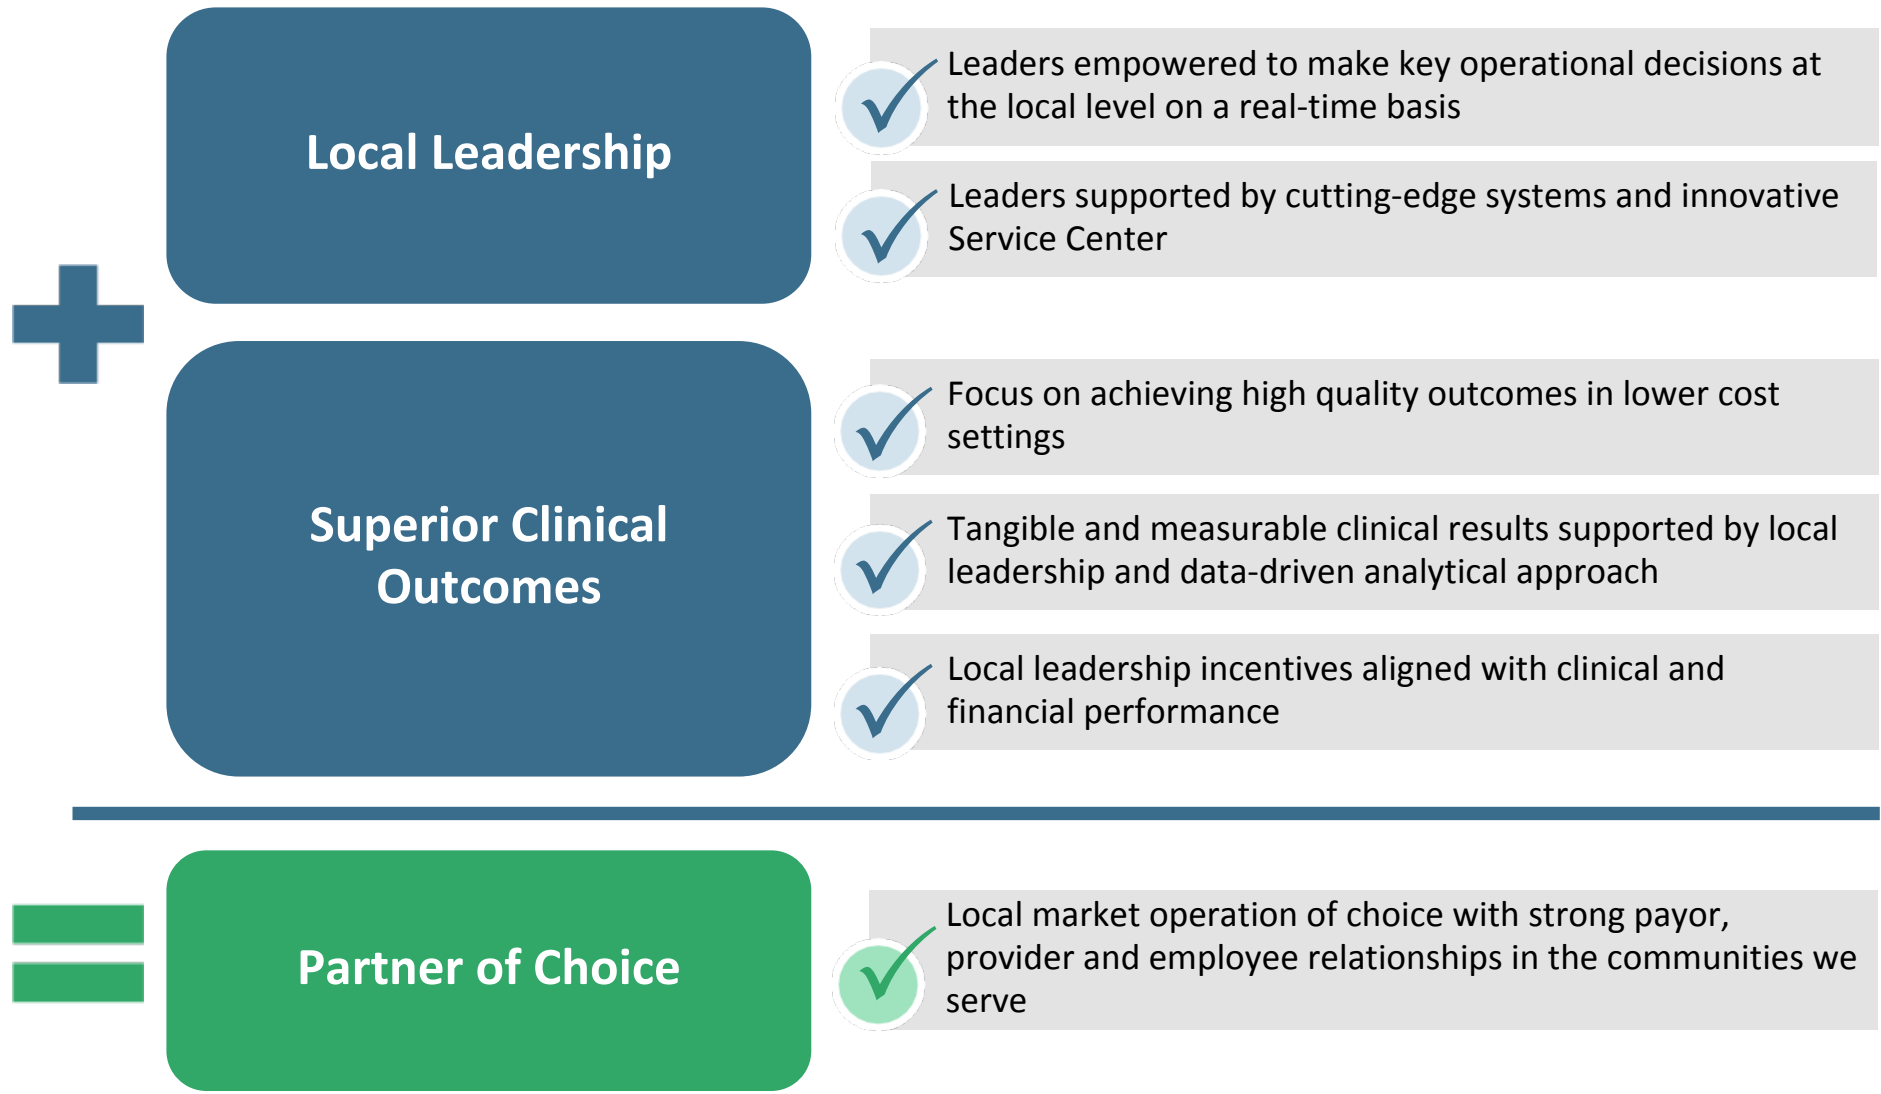 Local Leadership
Leaders empowered to make key operational decisions at
the local level on a real-time basis
Leaders supported by cutting-edge systems and innovative
Service Center
Superior Clinical
Outcomes
Focus on achieving high quality outcomes in lower cost
settings
Tangible and measurable clinical results supported by local
leadership and data-driven analytical approach
Local leadership incentives aligned with clinical and
financial performance
Partner of Choice
Local market operation of choice with strong payor,
provider and employee relationships in the communities we
serve